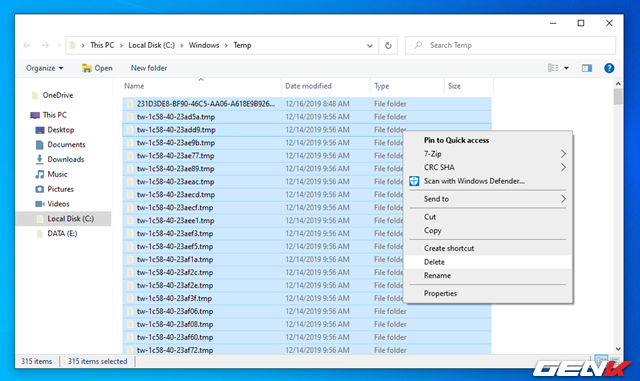 This PC > Local Disk (C:) > Windows > Temp
Search Temp
Organize
Open
New folder
Name
Date modified
Type
Size
OneDrive
This PC
Desktop
Documents
Downloads
Music
Pictures
Videos
Local Disk (C:)
DATA (E:)
231D3DE8-BF90-46C5-AA06-A618E9B926... 12/16/2019 8:48 AM File folder
tw-1c58-40-23ad5a.tmp 12/14/2019 9:56 AM File folder
tw-1c58-40-23add9.tmp 12/14/2019 9:56 AM File folder
tw-1c58-40-23ae9b.tmp 12/14/2019 9:56 AM
tw-1c58-40-23ae77.tmp 12/14/2019 9:56 AM
tw-1c58-40-23ae89.tmp 12/14/2019 9:56 AM
tw-1c58-40-23aeac.tmp 12/14/2019 9:56 AM
tw-1c58-40-23aecd.tmp 12/14/2019 9:56 AM
tw-1c58-40-23aecf.tmp 12/14/2019 9:56 AM
tw-1c58-40-23aee1.tmp 12/14/2019 9:56 AM
tw-1c58-40-23aef3.tmp 12/14/2019 9:56 AM
tw-1c58-40-23aef5.tmp 12/14/2019 9:56 AM
tw-1c58-40-23af1a.tmp 12/14/2019 9:56 AM
tw-1c58-40-23af2c.tmp 12/14/2019 9:56 AM
tw-1c58-40-23af2e.tmp 12/14/2019 9:56 AM
tw-1c58-40-23af3f.tmp 12/14/2019 9:56 AM File folder
tw-1c58-40-23af06.tmp 12/14/2019 9:56 AM File folder
tw-1c58-40-23af08.tmp 12/14/2019 9:56 AM File folder
tw-1c58-40-23af60.tmp 12/14/2019 9:56 AM File folder
tw-1c58-40-23af72.tmp 12/14/2019 9:56 AM File folder
Pin to Quick access
7-Zip
CRC SHA
Scan with Windows Defender...
Send to
Cut
Copy
Create shortcut
Delete
Rename
Properties
315 items
315 items selected
GENK